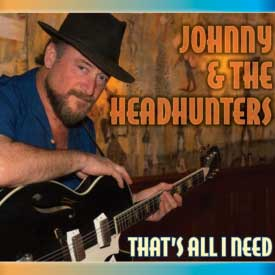 JOHNNY
& THE
HEADHUNTERS
THAT'S ALL I NEED